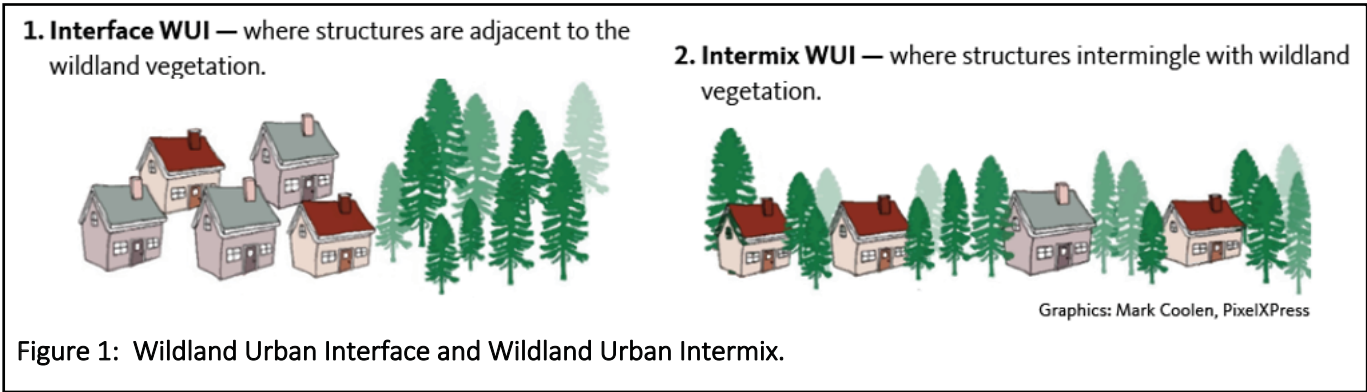 1. Interface WUI — where structures are adjacent to the
wildland vegetation.
2. Intermix WUI — where structures intermingle with wildland
vegetation.
Graphics: Mark Coolen, PixelXPress
Figure 1:  Wildland Urban Interface and Wildland Urban Intermix.